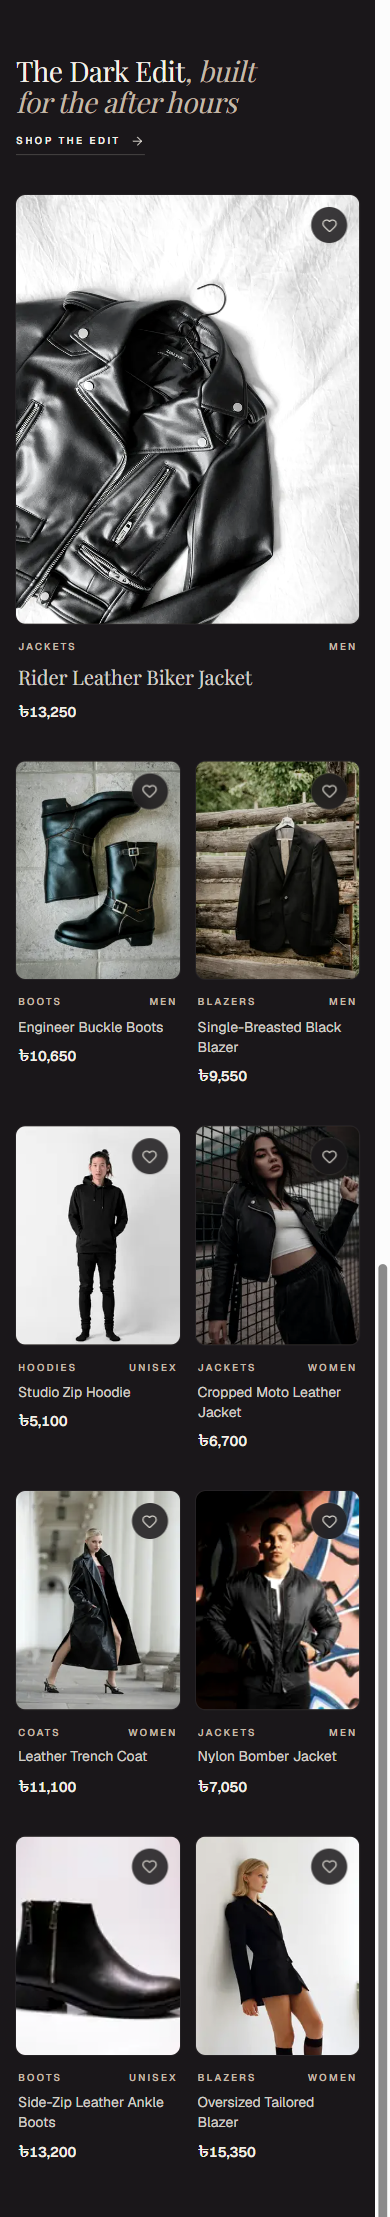 The Dark Edit, built
for the after hours
SHOP THE EDIT →
JACKETS MEN
Rider Leather Biker Jacket
৳13,250
BOOTS MEN
Engineer Buckle Boots
৳10,650
BLAZERS MEN
Single-Breasted Black
Blazer
৳9,550
HOODIES UNISEX
Studio Zip Hoodie
৳5,100
JACKETS WOMEN
Cropped Moto Leather
Jacket
৳6,700
COATS WOMEN
Leather Trench Coat
৳11,100
JACKETS MEN
Nylon Bomber Jacket
৳7,050
BOOTS UNISEX
Side-Zip Leather Ankle
Boots
৳13,200
BLAZERS WOMEN
Oversized Tailored
Blazer
৳15,350